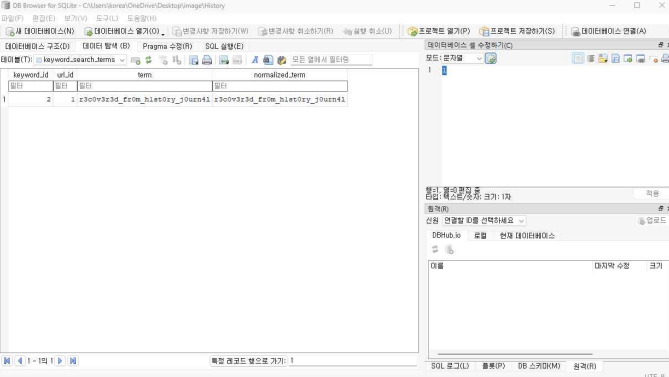 DB Browser for SQLite - C:\Users\korea\OneDrive\Desktop\image\History
파일(F) 편집(E) 보기(V) 도구(L) 도움말(H)
새 데이터베이스(N) 데이터베이스 열기(O)... 변경사항 저장하기(W) 변경사항 취소하기(R) 실행 취소(U) 프로젝트 열기(P) 프로젝트 저장하기(S) 데이터베이스 연결(A)
데이터베이스 구조(D) 데이터 탐색 (B) Pragma 수정(R) SQL 실행(E)
테이블(T): keyword_search_terms 모든 열에서 필터링
keyword_id url_id term normalized_term
필터 필터 필터 필터
1 2 1 r3c0v3r3d_fr0m_h1st0ry_j0urn4l r3c0v3r3d_fr0m_h1st0ry_j0urn4l
1 - 1의 1 특정 레코드 행으로 가기: 1
데이터베이스 셀 수정하기(C)
모드: 문자열
1 1
행=1, 열=0 편집 중
타입: 텍스트/숫자; 크기: 1자
적용
원격(R)
신원 연결할 ID를 선택하세요 업로드
DBHub.io 로컬 현재 데이터베이스
이름 마지막 수정 크기
SQL 로그(L) 플롯(P) DB 스키마(M) 원격(R)
UTF-8